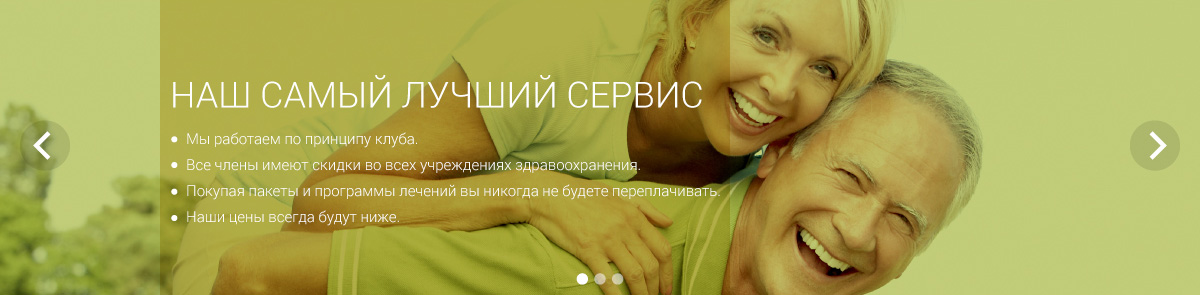 НАШ САМЫЙ ЛУЧШИЙ СЕРВИС
Мы работаем по принципу клуба.
Все члены имеют скидки во всех учреждениях здравоохранения.
Покупая пакеты и программы лечений вы никогда не будете переплачивать.
Наши цены всегда будут ниже.